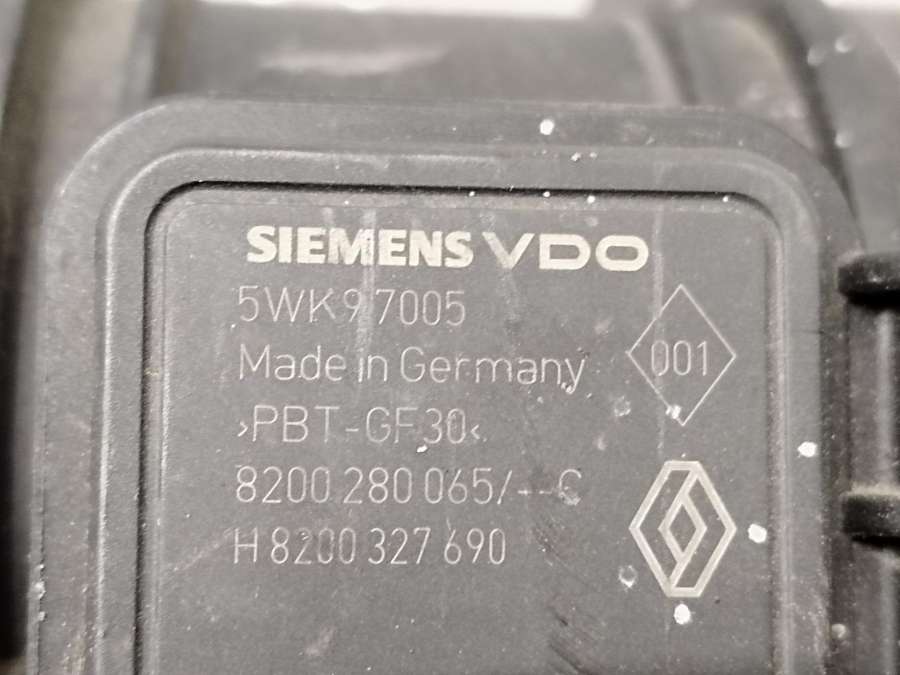 SIEMENS VDO
5WK9 7005
Made in Germany
001
>PBT-GF30<
8200 280 065/--C
H 8200 327 690